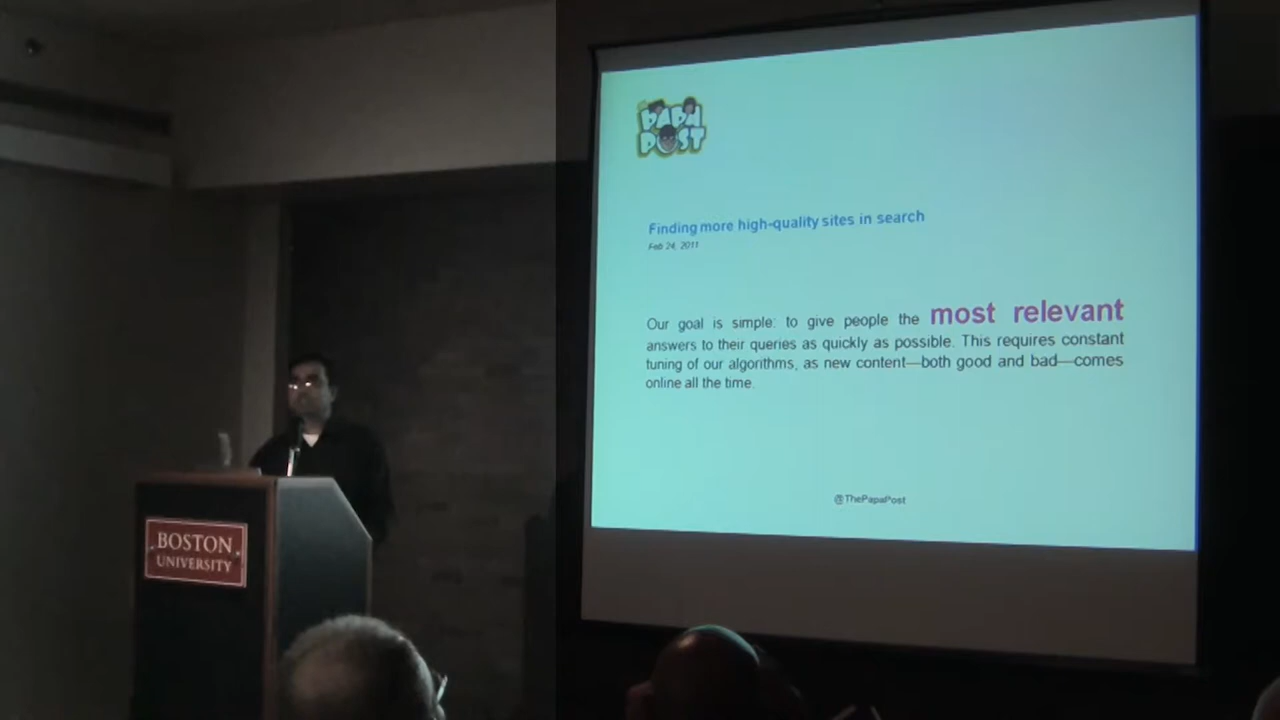 PAPA
POST
Finding more high-quality sites in search
Feb 24, 2011
Our goal is simple: to give people the most relevant
answers to their queries as quickly as possible. This requires constant
tuning of our algorithms, as new content—both good and bad—comes
online all the time.
@ThePapaPost
BOSTON
UNIVERSITY